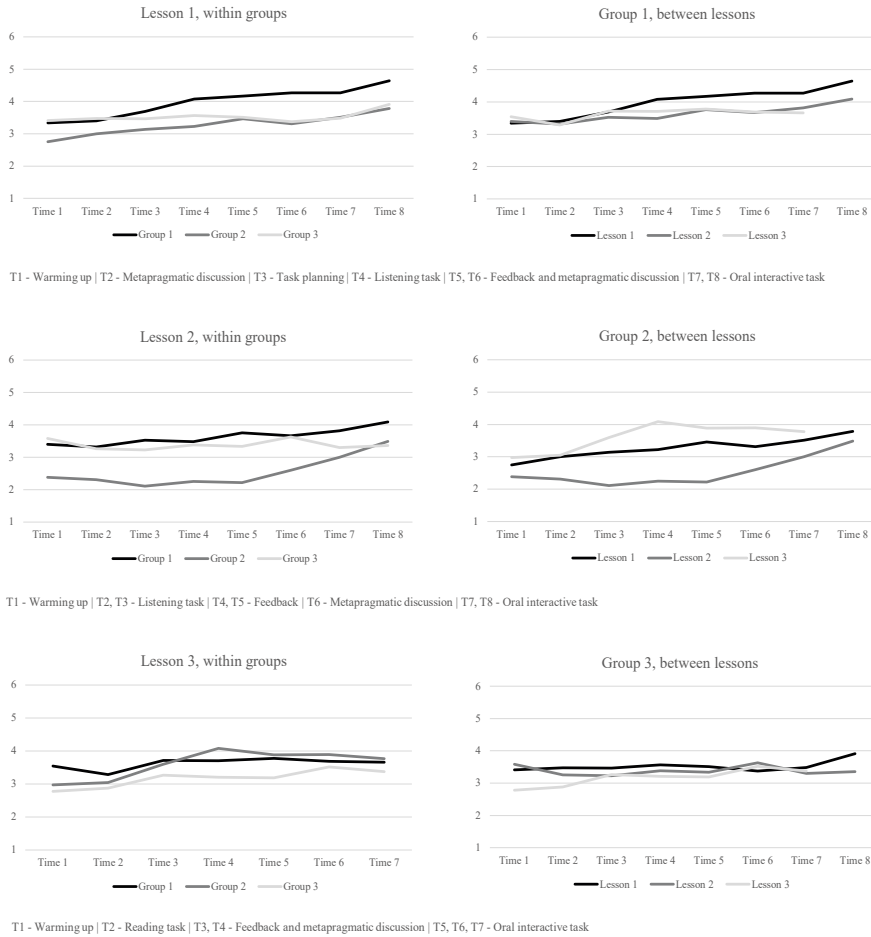 Lesson 1, within groups
6
5
4
3
2
1
Time 1 Time 2 Time 3 Time 4 Time 5 Time 6 Time 7 Time 8
Group 1 Group 2 Group 3
Group 1, between lessons
6
5
4
3
2
1
Time 1 Time 2 Time 3 Time 4 Time 5 Time 6 Time 7 Time 8
Lesson 1 Lesson 2 Lesson 3
T1 - Warming up | T2 - Metapragmatic discussion | T3 - Task planning | T4 - Listening task | T5, T6 - Feedback and metapragmatic discussion | T7, T8 - Oral interactive task
Lesson 2, within groups
6
5
4
3
2
1
Time 1 Time 2 Time 3 Time 4 Time 5 Time 6 Time 7 Time 8
Group 1 Group 2 Group 3
Group 2, between lessons
6
5
4
3
2
1
Time 1 Time 2 Time 3 Time 4 Time 5 Time 6 Time 7 Time 8
Lesson 1 Lesson 2 Lesson 3
T1 - Warming up | T2, T3 - Listening task | T4, T5 - Feedback | T6 - Metapragmatic discussion | T7, T8 - Oral interactive task
Lesson 3, within groups
6
5
4
3
2
1
Time 1 Time 2 Time 3 Time 4 Time 5 Time 6 Time 7
Group 1 Group 2 Group 3
Group 3, between lessons
6
5
4
3
2
1
Time 1 Time 2 Time 3 Time 4 Time 5 Time 6 Time 7 Time 8
Lesson 1 Lesson 2 Lesson 3
T1 - Warming up | T2 - Reading task | T3, T4 - Feedback and metapragmatic discussion | T5, T6, T7 - Oral interactive task